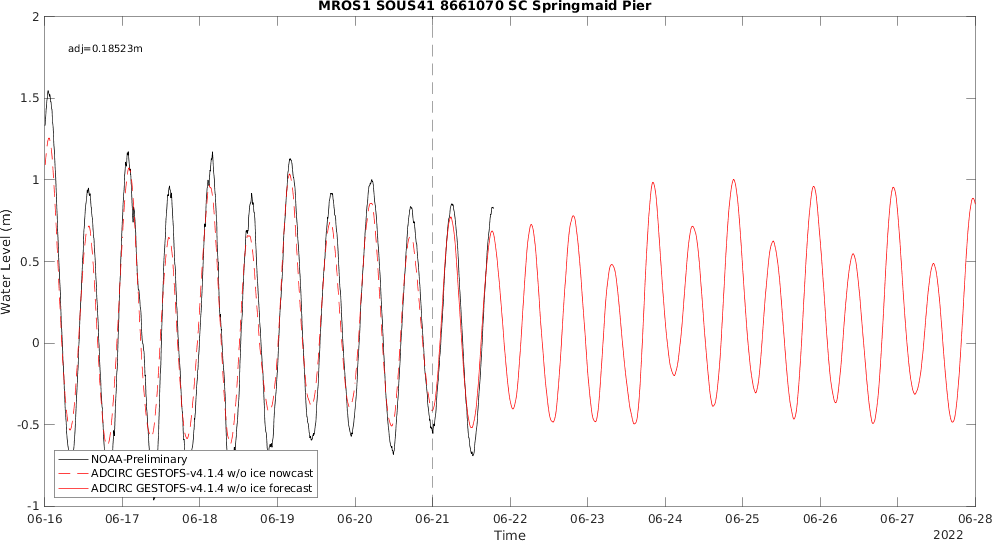 MROS1 SOUS41 8661070 SC Springmaid Pier
2
adj=0.18523m
1.5
1
0.5
0
-0.5
-1
Water Level (m)
NOAA-Preliminary
ADCIRC GESTOFS-v4.1.4 w/o ice nowcast
ADCIRC GESTOFS-v4.1.4 w/o ice forecast
06-16 06-17 06-18 06-19 06-20 06-21 06-22 06-23 06-24 06-25 06-26 06-27 06-28
Time
2022